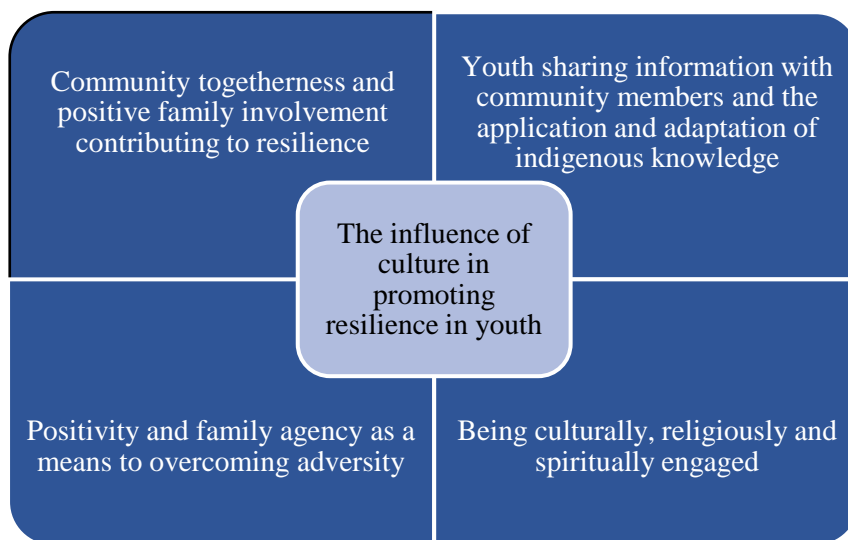 Community togetherness and
positive family involvement
contributing to resilience
Youth sharing information with
community members and the
application and adaptation of
indigenous knowledge
The influence of
culture in
promoting
resilience in youth
Positivity and family agency as a
means to overcoming adversity
Being culturally, religiously and
spiritually engaged